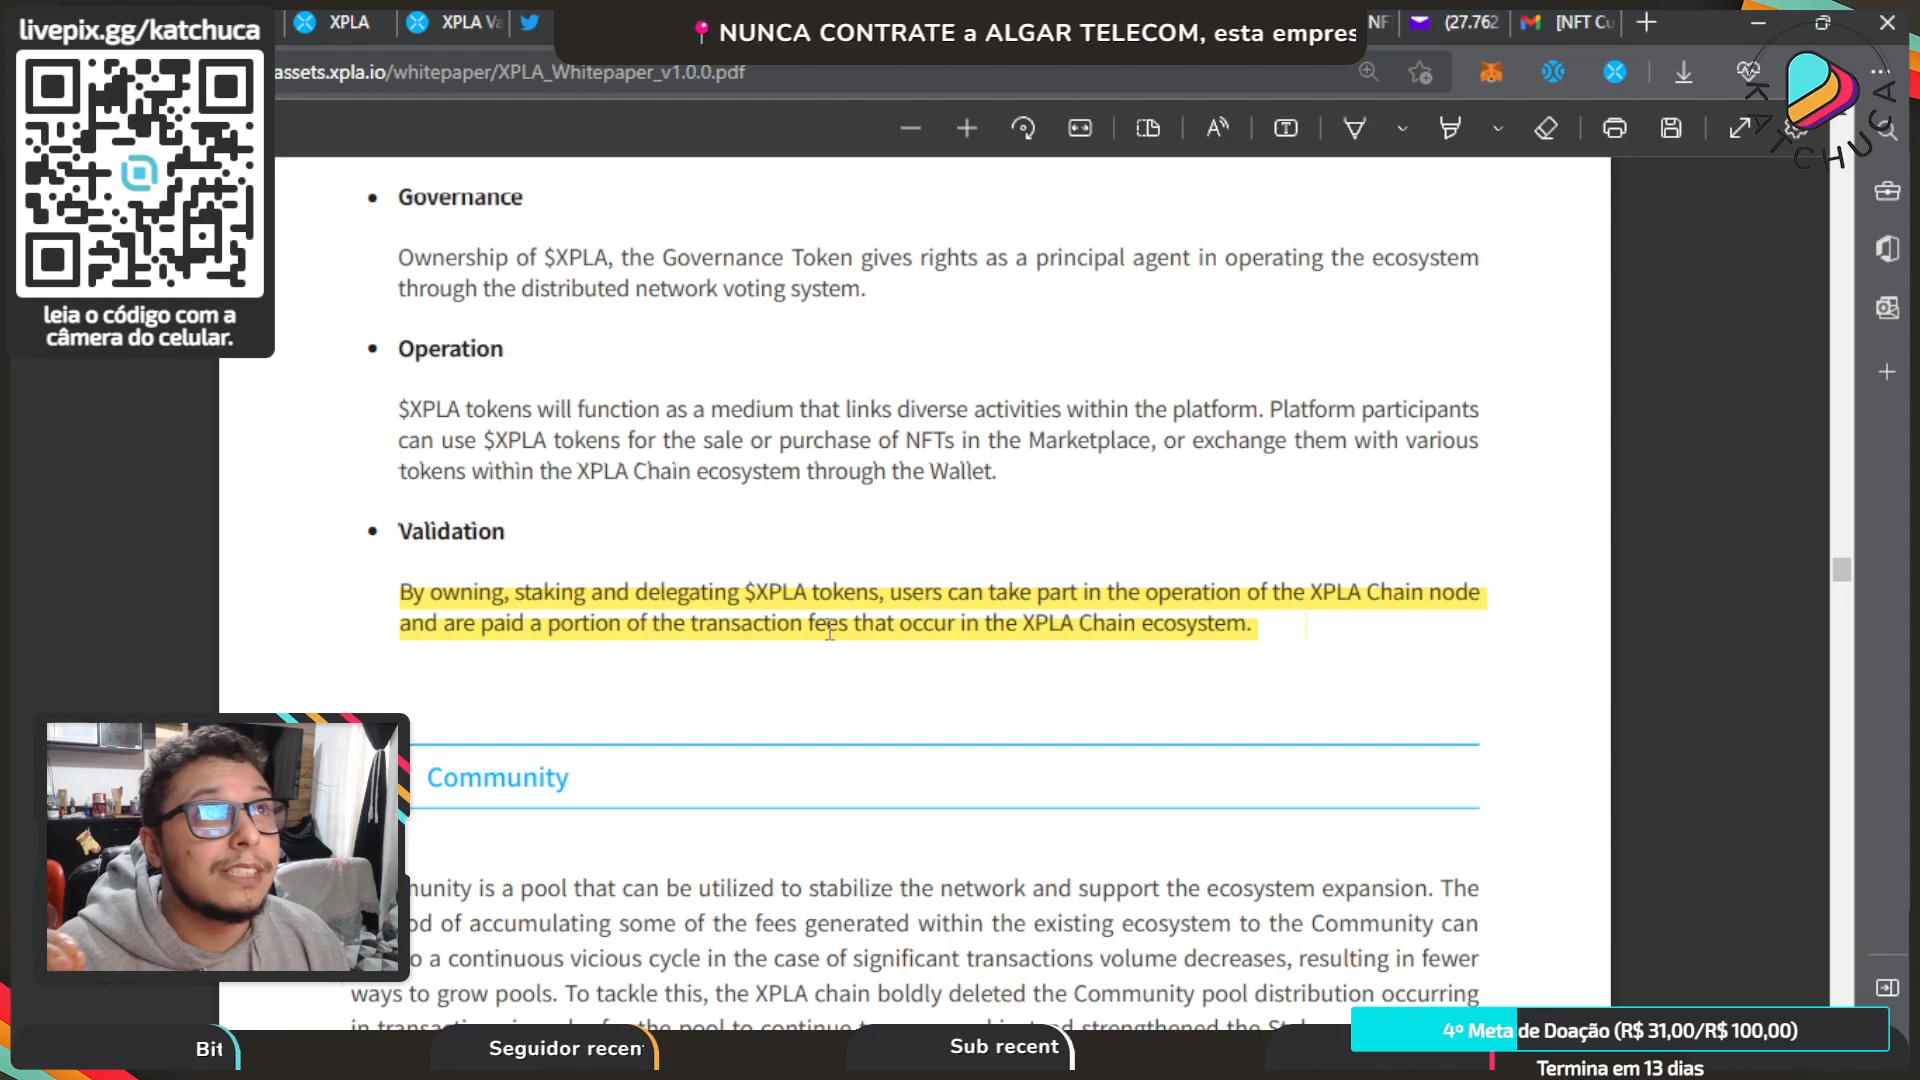 livepix.gg/katchuca
leia o código com a
câmera do celular.
XPLA
XPLA Va
📍 NUNCA CONTRATE a ALGAR TELECOM, esta empres
NF
(27.762
[NFT Cu
assets.xpla.io/whitepaper/XPLA_Whitepaper_v1.0.0.pdf
KATCHUCA
• Governance
Ownership of $XPLA, the Governance Token gives rights as a principal agent in operating the ecosystem
through the distributed network voting system.
• Operation
$XPLA tokens will function as a medium that links diverse activities within the platform. Platform participants
can use $XPLA tokens for the sale or purchase of NFTs in the Marketplace, or exchange them with various
tokens within the XPLA Chain ecosystem through the Wallet.
• Validation
By owning, staking and delegating $XPLA tokens, users can take part in the operation of the XPLA Chain node
and are paid a portion of the transaction fees that occur in the XPLA Chain ecosystem.
Community
munity is a pool that can be utilized to stabilize the network and support the ecosystem expansion. The
od of accumulating some of the fees generated within the existing ecosystem to the Community can
o a continuous vicious cycle in the case of significant transactions volume decreases, resulting in fewer
ways to grow pools. To tackle this, the XPLA chain boldly deleted the Community pool distribution occurring
the pool to continue
strengthened the
Bit
Seguidor recen
Sub recent
4º Meta de Doação (R$ 31,00/R$ 100,00)
Termina em 13 dias